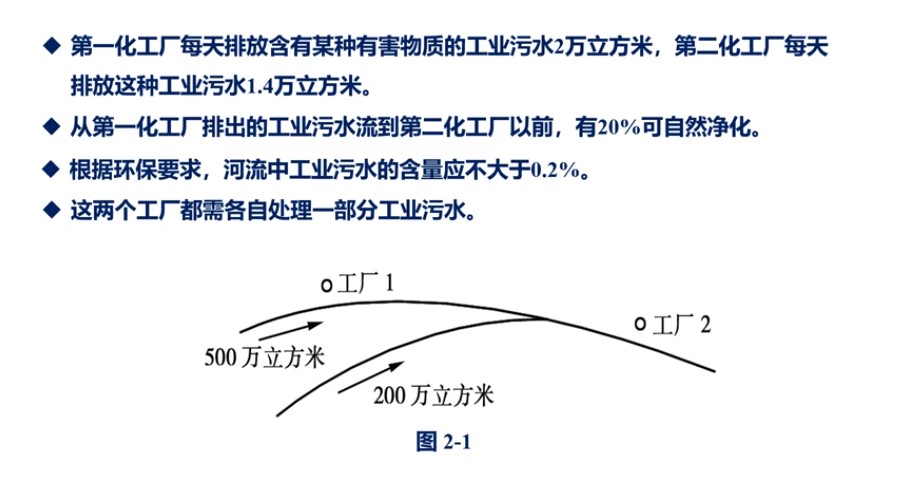 ◆ 第一化工厂每天排放含有某种有害物质的工业污水2万立方米，第二化工厂每天
排放这种工业污水1.4万立方米。
◆ 从第一化工厂排出的工业污水流到第二化工厂以前，有20%可自然净化。
◆ 根据环保要求，河流中工业污水的含量应不大于0.2%。
◆ 这两个工厂都需各自处理一部分工业污水。
工厂 1
工厂 2
500 万立方米
200 万立方米
图 2-1